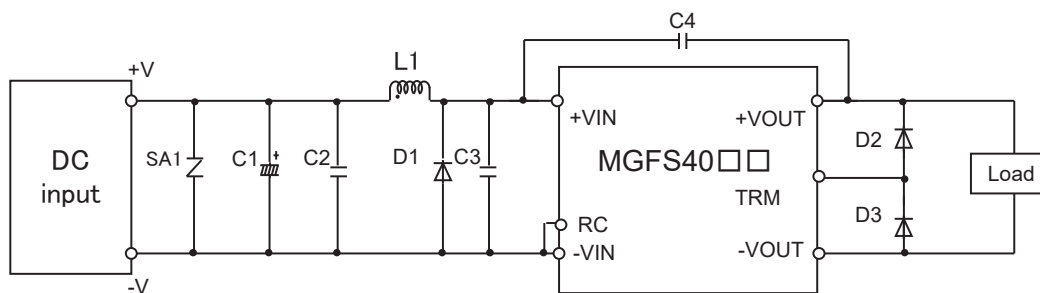 C4
+V
L1
+VIN
+VOUT
DC
input
SA1
C1
+
C2
D1
C3
MGFS40□□
D2
Load
TRM
D3
RC
-VIN
-VOUT
-V